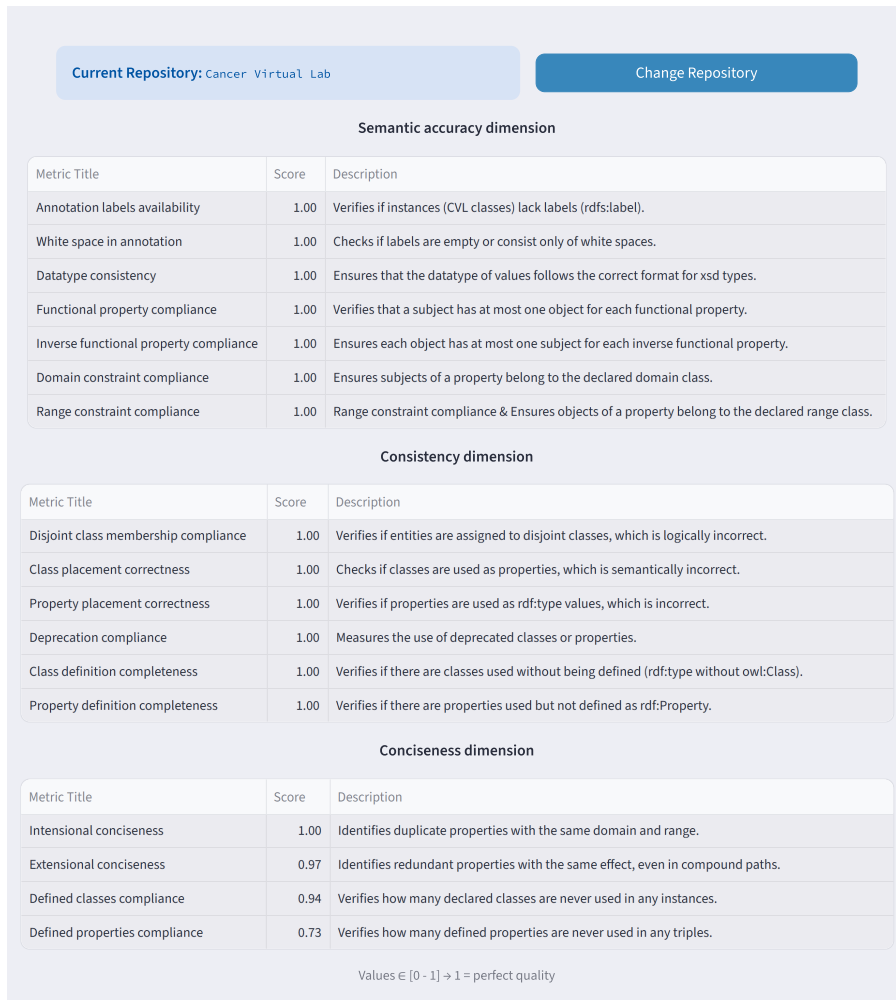 Current Repository: Cancer Virtual Lab
Change Repository
Semantic accuracy dimension
Metric Title Score Description
Annotation labels availability 1.00 Verifies if instances (CVL classes) lack labels (rdfs:label).
White space in annotation 1.00 Checks if labels are empty or consist only of white spaces.
Datatype consistency 1.00 Ensures that the datatype of values follows the correct format for xsd types.
Functional property compliance 1.00 Verifies that a subject has at most one object for each functional property.
Inverse functional property compliance 1.00 Ensures each object has at most one subject for each inverse functional property.
Domain constraint compliance 1.00 Ensures subjects of a property belong to the declared domain class.
Range constraint compliance 1.00 Range constraint compliance & Ensures objects of a property belong to the declared range class.
Consistency dimension
Metric Title Score Description
Disjoint class membership compliance 1.00 Verifies if entities are assigned to disjoint classes, which is logically incorrect.
Class placement correctness 1.00 Checks if classes are used as properties, which is semantically incorrect.
Property placement correctness 1.00 Verifies if properties are used as rdf:type values, which is incorrect.
Deprecation compliance 1.00 Measures the use of deprecated classes or properties.
Class definition completeness 1.00 Verifies if there are classes used without being defined (rdf:type without owl:Class).
Property definition completeness 1.00 Verifies if there are properties used but not defined as rdf:Property.
Conciseness dimension
Metric Title Score Description
Intensional conciseness 1.00 Identifies duplicate properties with the same domain and range.
Extensional conciseness 0.97 Identifies redundant properties with the same effect, even in compound paths.
Defined classes compliance 0.94 Verifies how many declared classes are never used in any instances.
Defined properties compliance 0.73 Verifies how many defined properties are never used in any triples.
Values ∈ [0 - 1] → 1 = perfect quality